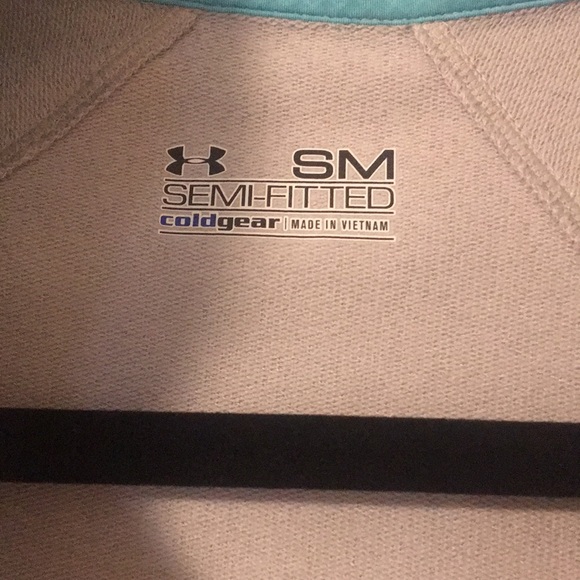 SM
SEMI-FITTED
coldgear | MADE IN VIETNAM